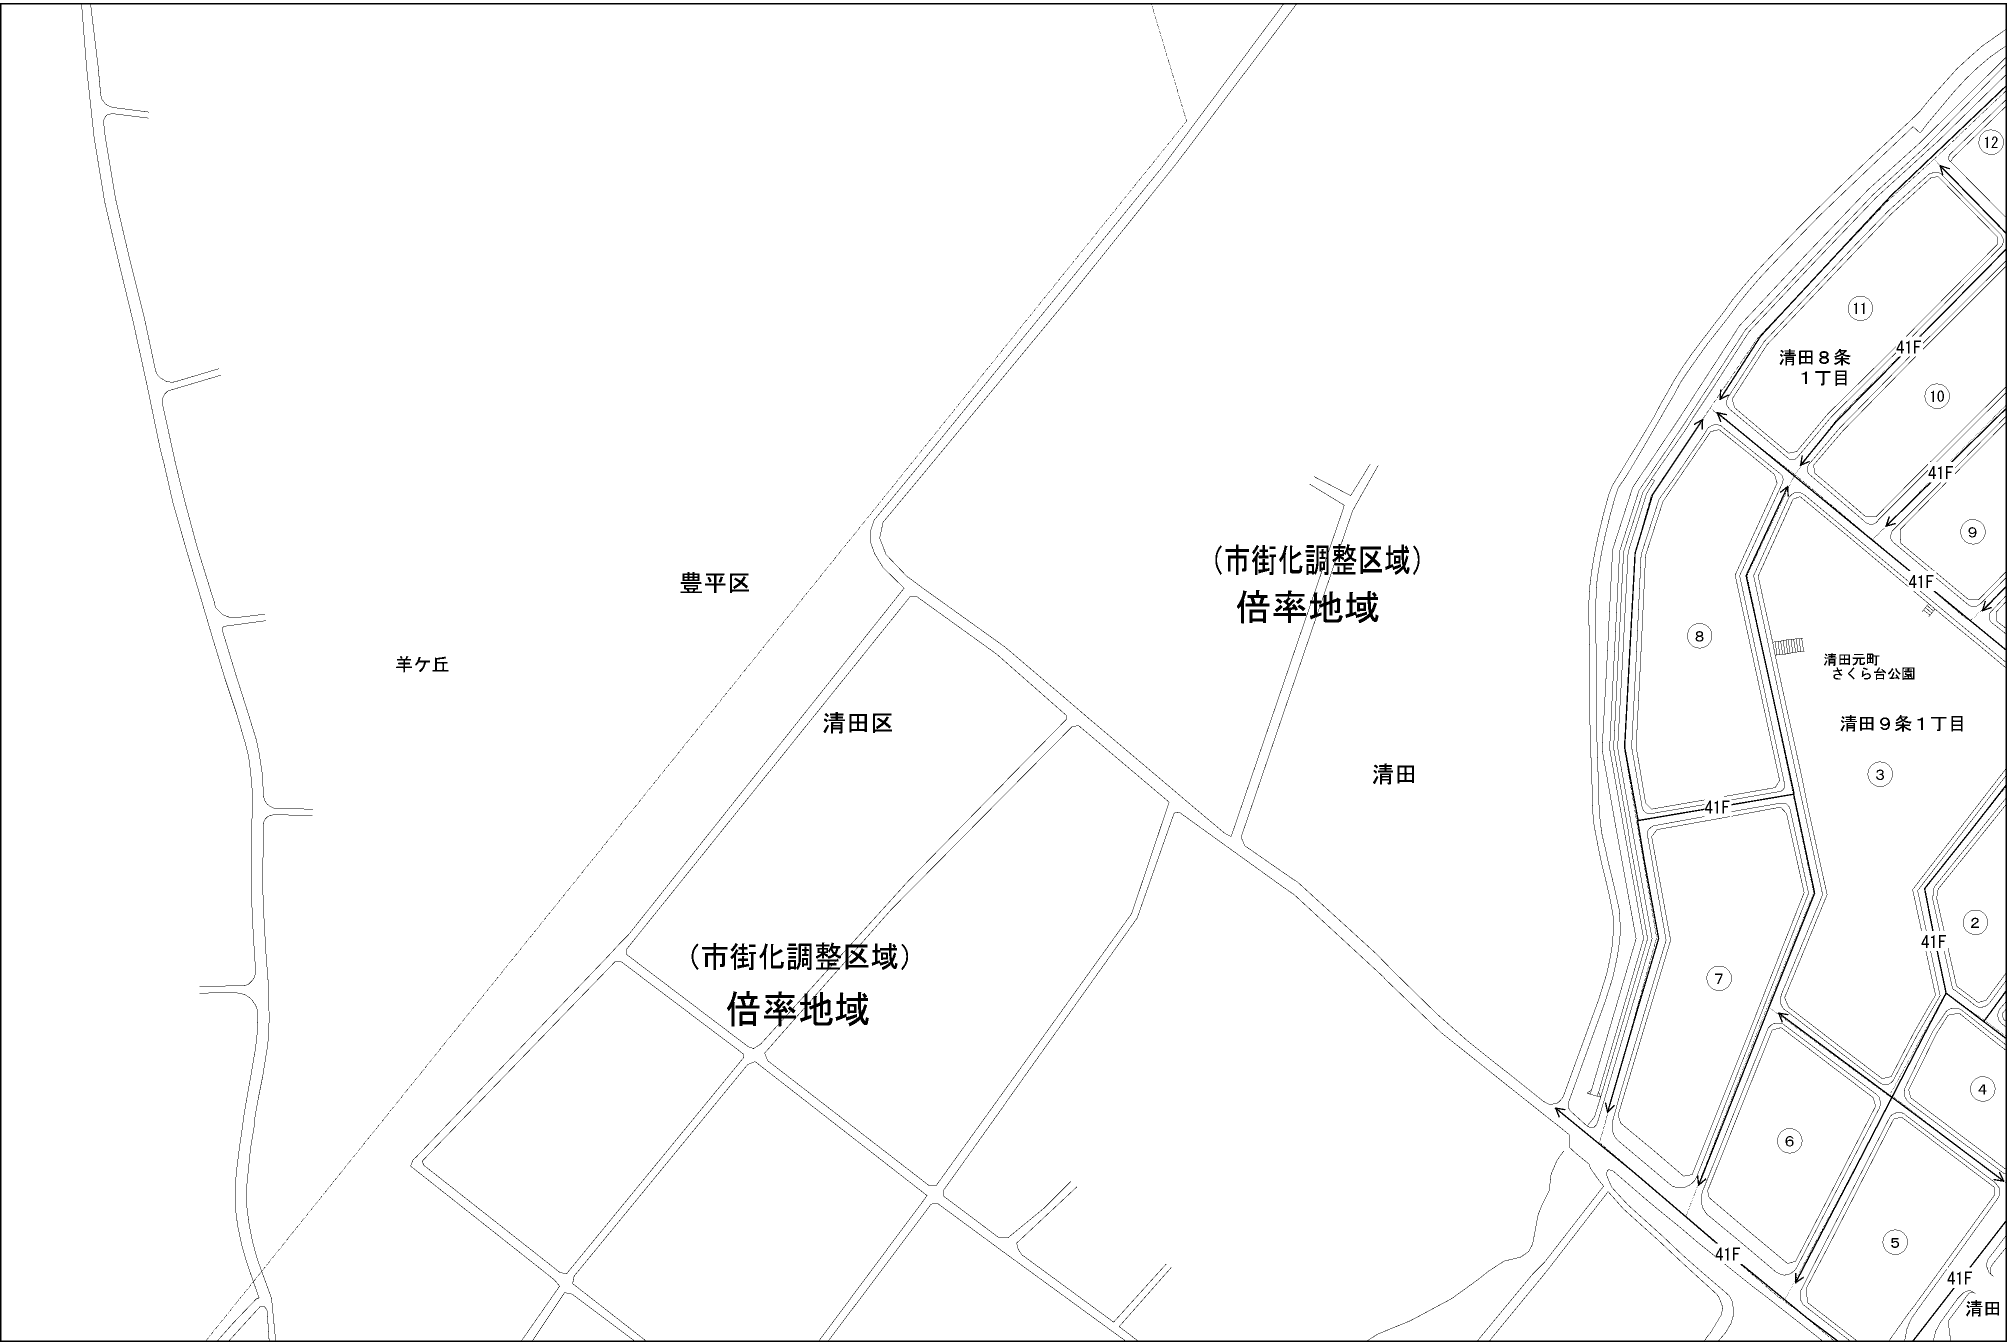 12
11
41F
清田８条
１丁目
10
41F
9
(市街化調整区域)
倍率地域
41F
豊平区
8
羊ケ丘
清田元町
さくら台公園
清田区
清田９条１丁目
清田
3
41F
2
41F
(市街化調整区域)
倍率地域
7
4
6
5
41F
41F
清田